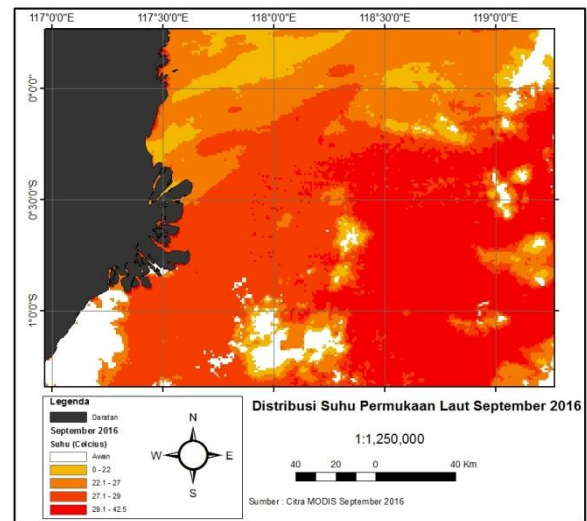 117°0'0"E 117°30'0"E 118°0'0"E 118°30'0"E 119°0'0"E
0°0'0"
0°30'0"S
1°0'0"S
Legenda
Daratan
September 2016
Suhu (Celcius)
Awan
0 - 22
22.1 - 27
27.1 - 29
29.1 - 42.5
N
W E
S
Distribusi Suhu Permukaan Laut September 2016
1:1,250,000
40 20 0 40 Km
Sumber : Citra MODIS September 2016